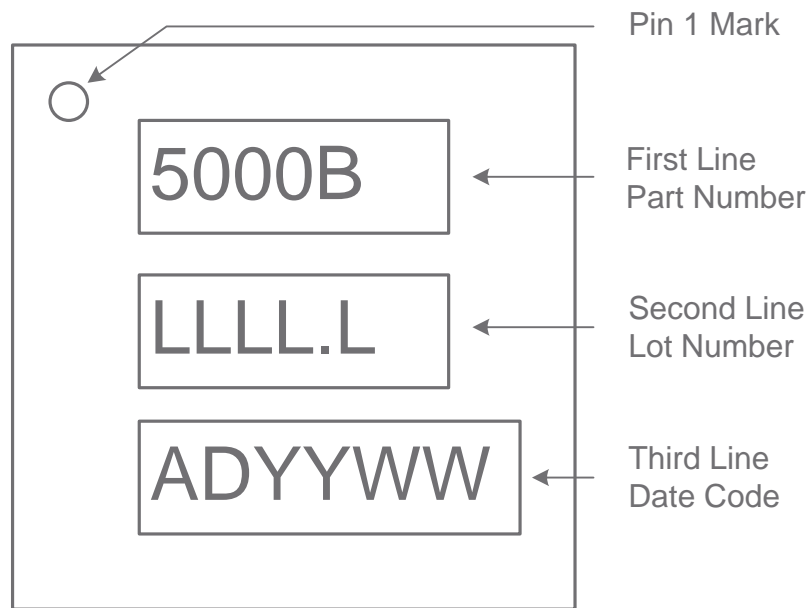 Pin 1 Mark
5000B
First Line
Part Number
LLLL.L
Second Line
Lot Number
ADYYWW
Third Line
Date Code